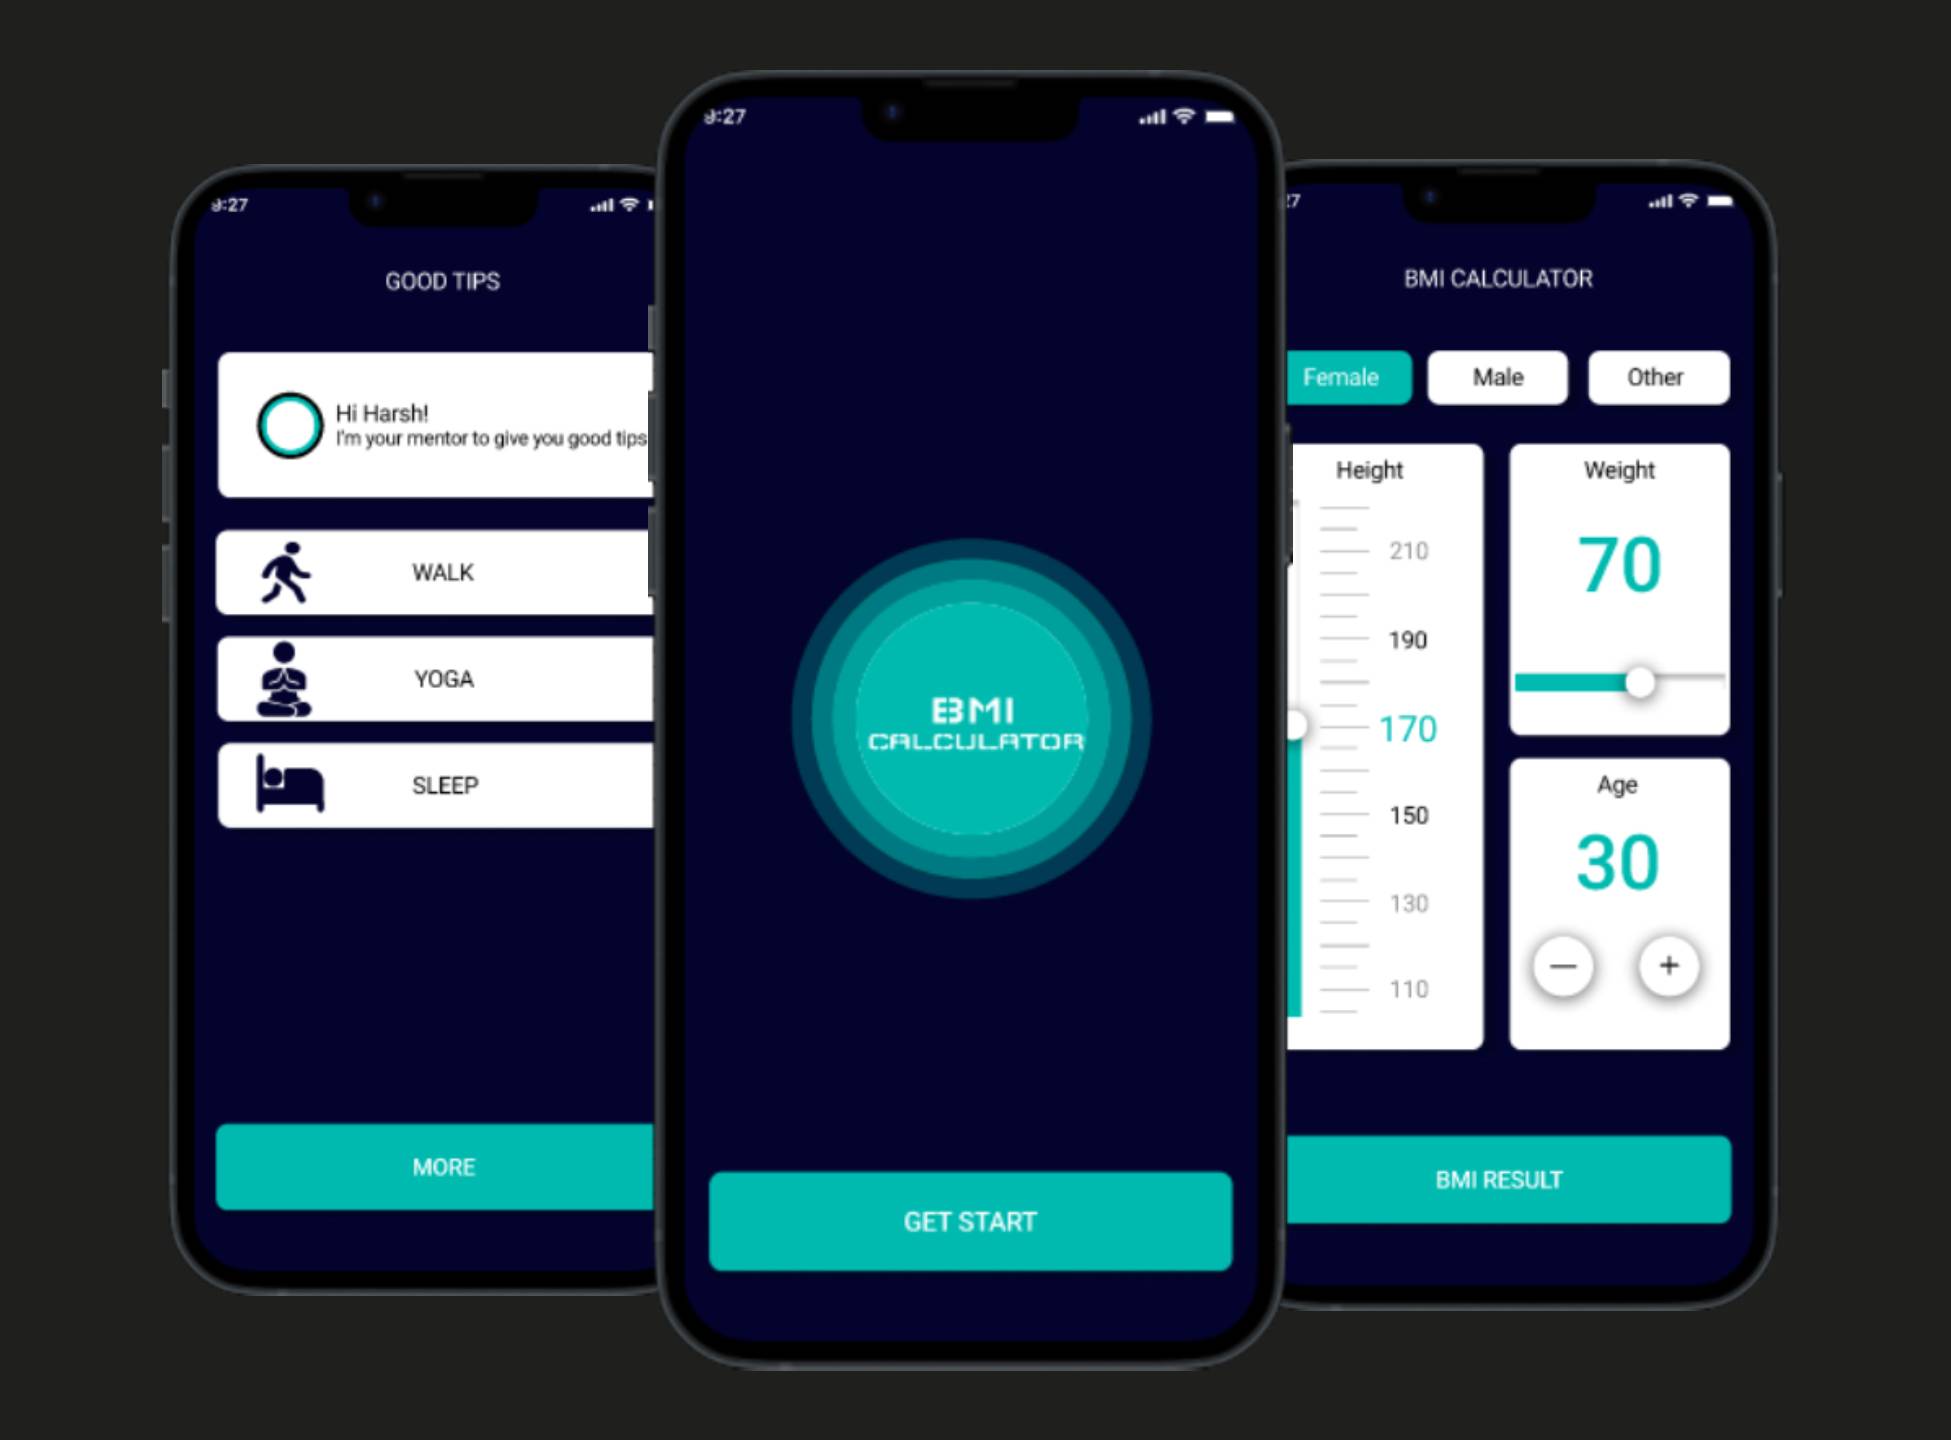 9:27
GOOD TIPS
Hi Harsh!
I'm your mentor to give you good tips
WALK
YOGA
SLEEP
MORE
9:27
BMI
CALCULATOR
GET START
27
BMI CALCULATOR
Female
Male
Other
Height
210
190
170
150
130
110
Weight
70
Age
30
BMI RESULT